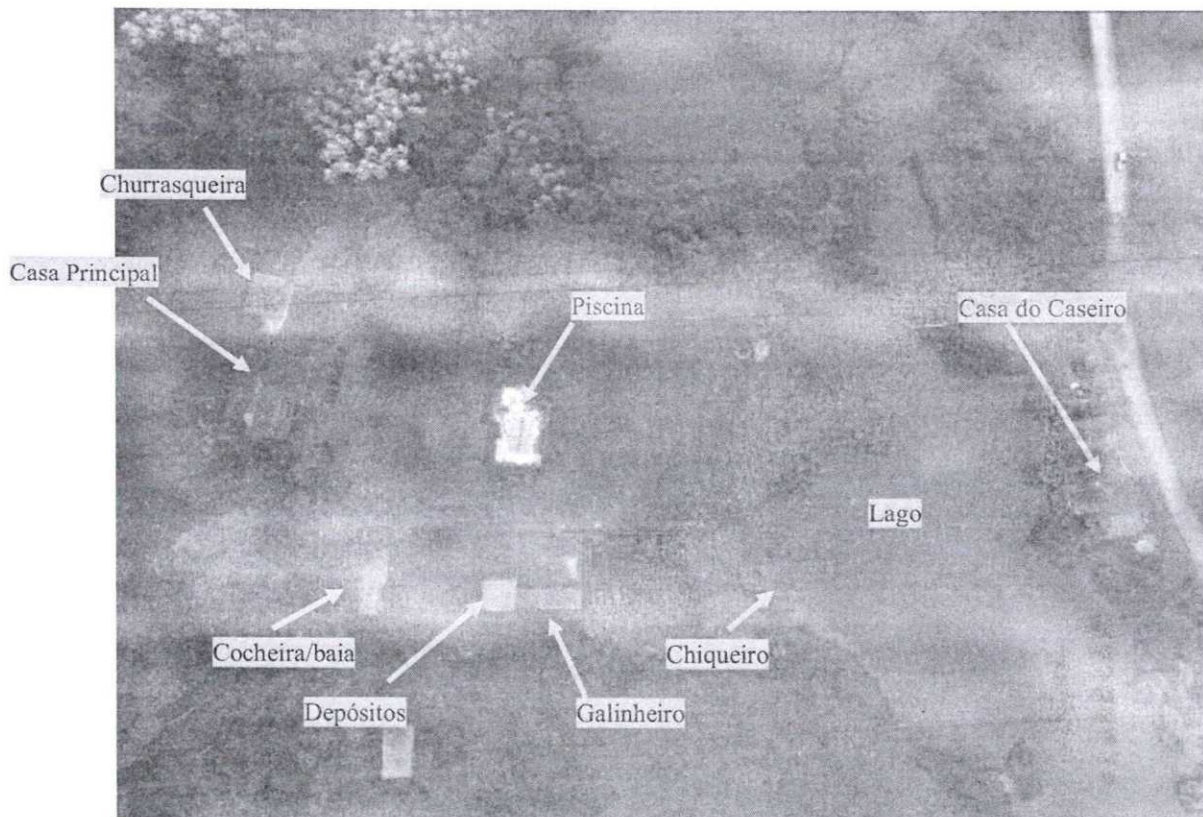 Churrasqueira
Casa Principal
Piscina
Casa do Caseiro
Lago
Cocheira/baia
Chiqueiro
Depósitos
Galinheiro